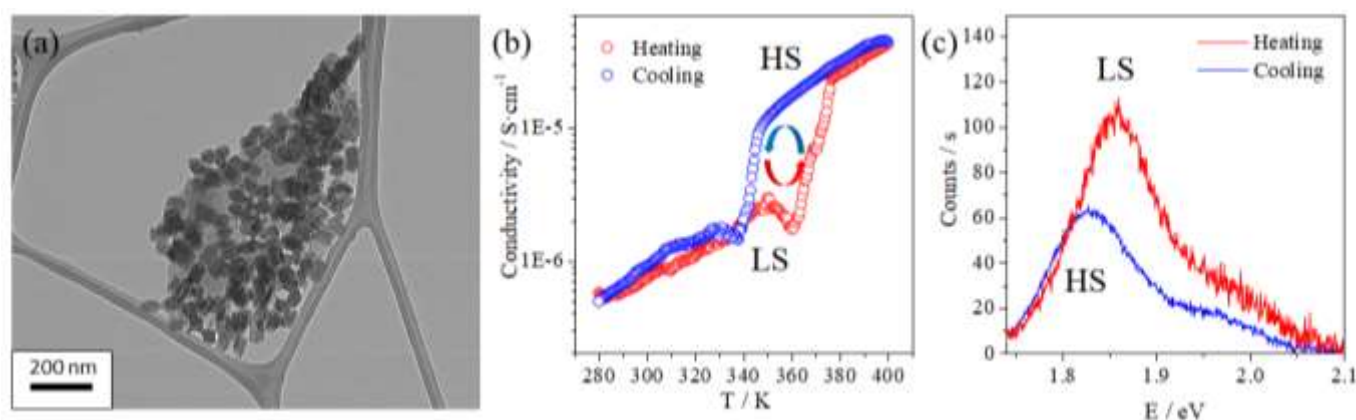 (a)
200 nm
(b)
Heating
Cooling
HS
LS
Conductivity / S·cm⁻¹
1E-5
1E-6
280 300 320 340 360 380 400
T / K
(c)
Heating
Cooling
LS
HS
Counts / s
140
120
100
80
60
40
20
0
1.8 1.9 2.0 2.1
E / eV